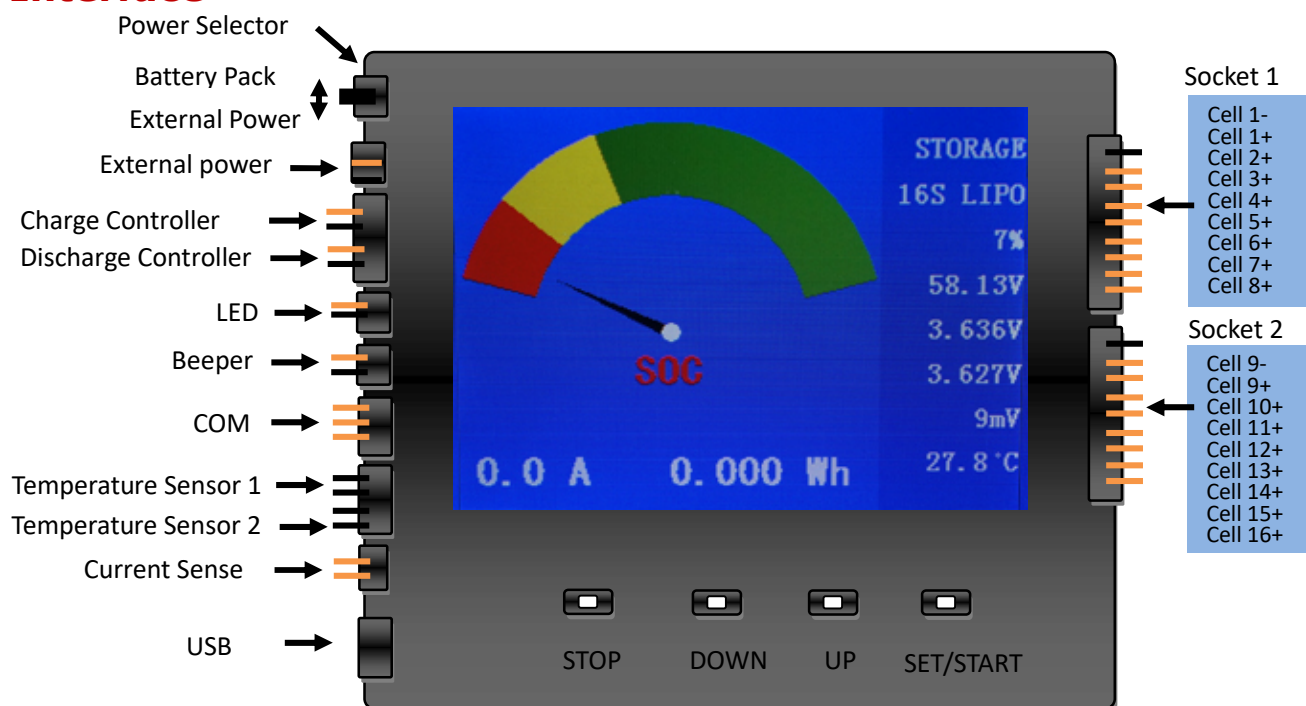 Power Selector
Battery Pack
External Power
External power
Charge Controller
Discharge Controller
LED
Beeper
COM
Temperature Sensor 1
Temperature Sensor 2
Current Sense
USB
STORAGE
16S LIPO
7%
58.13V
3.636V
3.627V
9mV
27.8°C
SOC
0.0 A 0.000 Wh
STOP DOWN UP SET/START
Socket 1
Cell 1-
Cell 1+
Cell 2+
Cell 3+
Cell 4+
Cell 5+
Cell 6+
Cell 7+
Cell 8+
Socket 2
Cell 9-
Cell 9+
Cell 10+
Cell 11+
Cell 12+
Cell 13+
Cell 14+
Cell 15+
Cell 16+